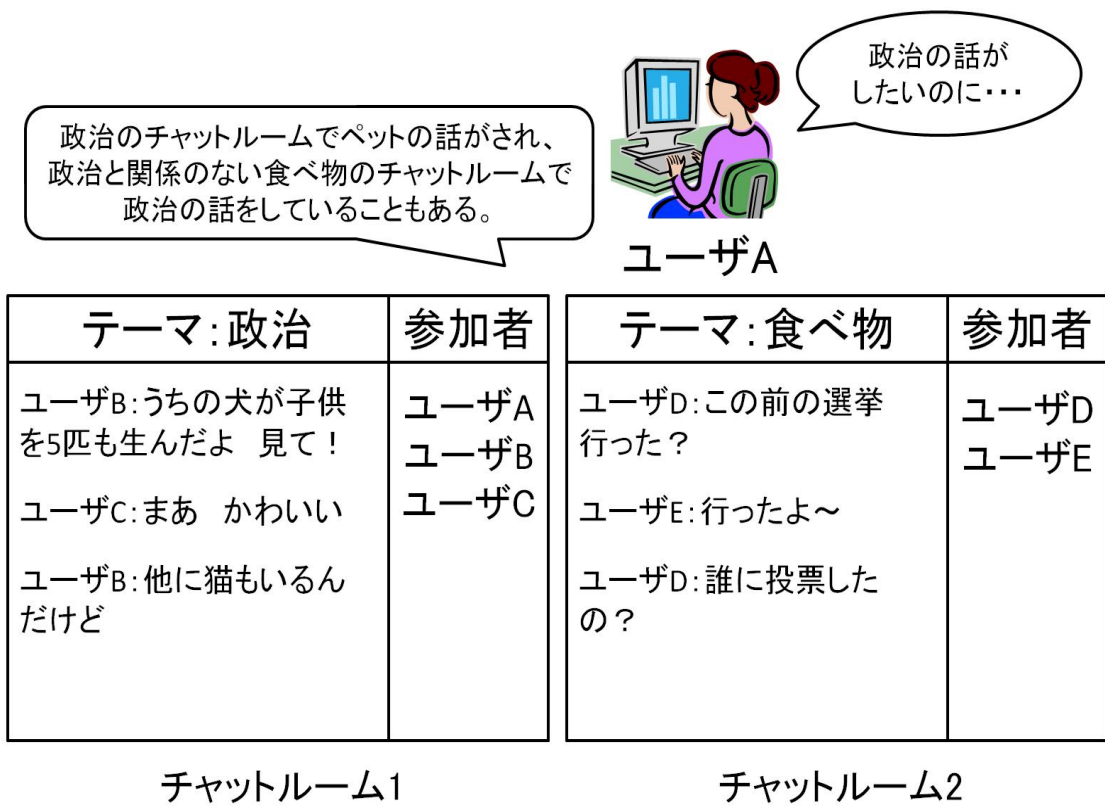 政治の話が
したいのに・・・
政治のチャットルームでペットの話がされ、
政治と関係のない食べ物のチャットルームで
政治の話をしていることもある。
ユーザA
テーマ:政治
参加者
ユーザB:うちの犬が子供
を5匹も生んだよ　見て！
ユーザC:まあ　かわいい
ユーザB:他に猫もいるん
だけど
ユーザA
ユーザB
ユーザC
チャットルーム1
テーマ:食べ物
参加者
ユーザD:この前の選挙
行った？
ユーザE:行ったよ～
ユーザD:誰に投票した
の？
ユーザD
ユーザE
チャットルーム2